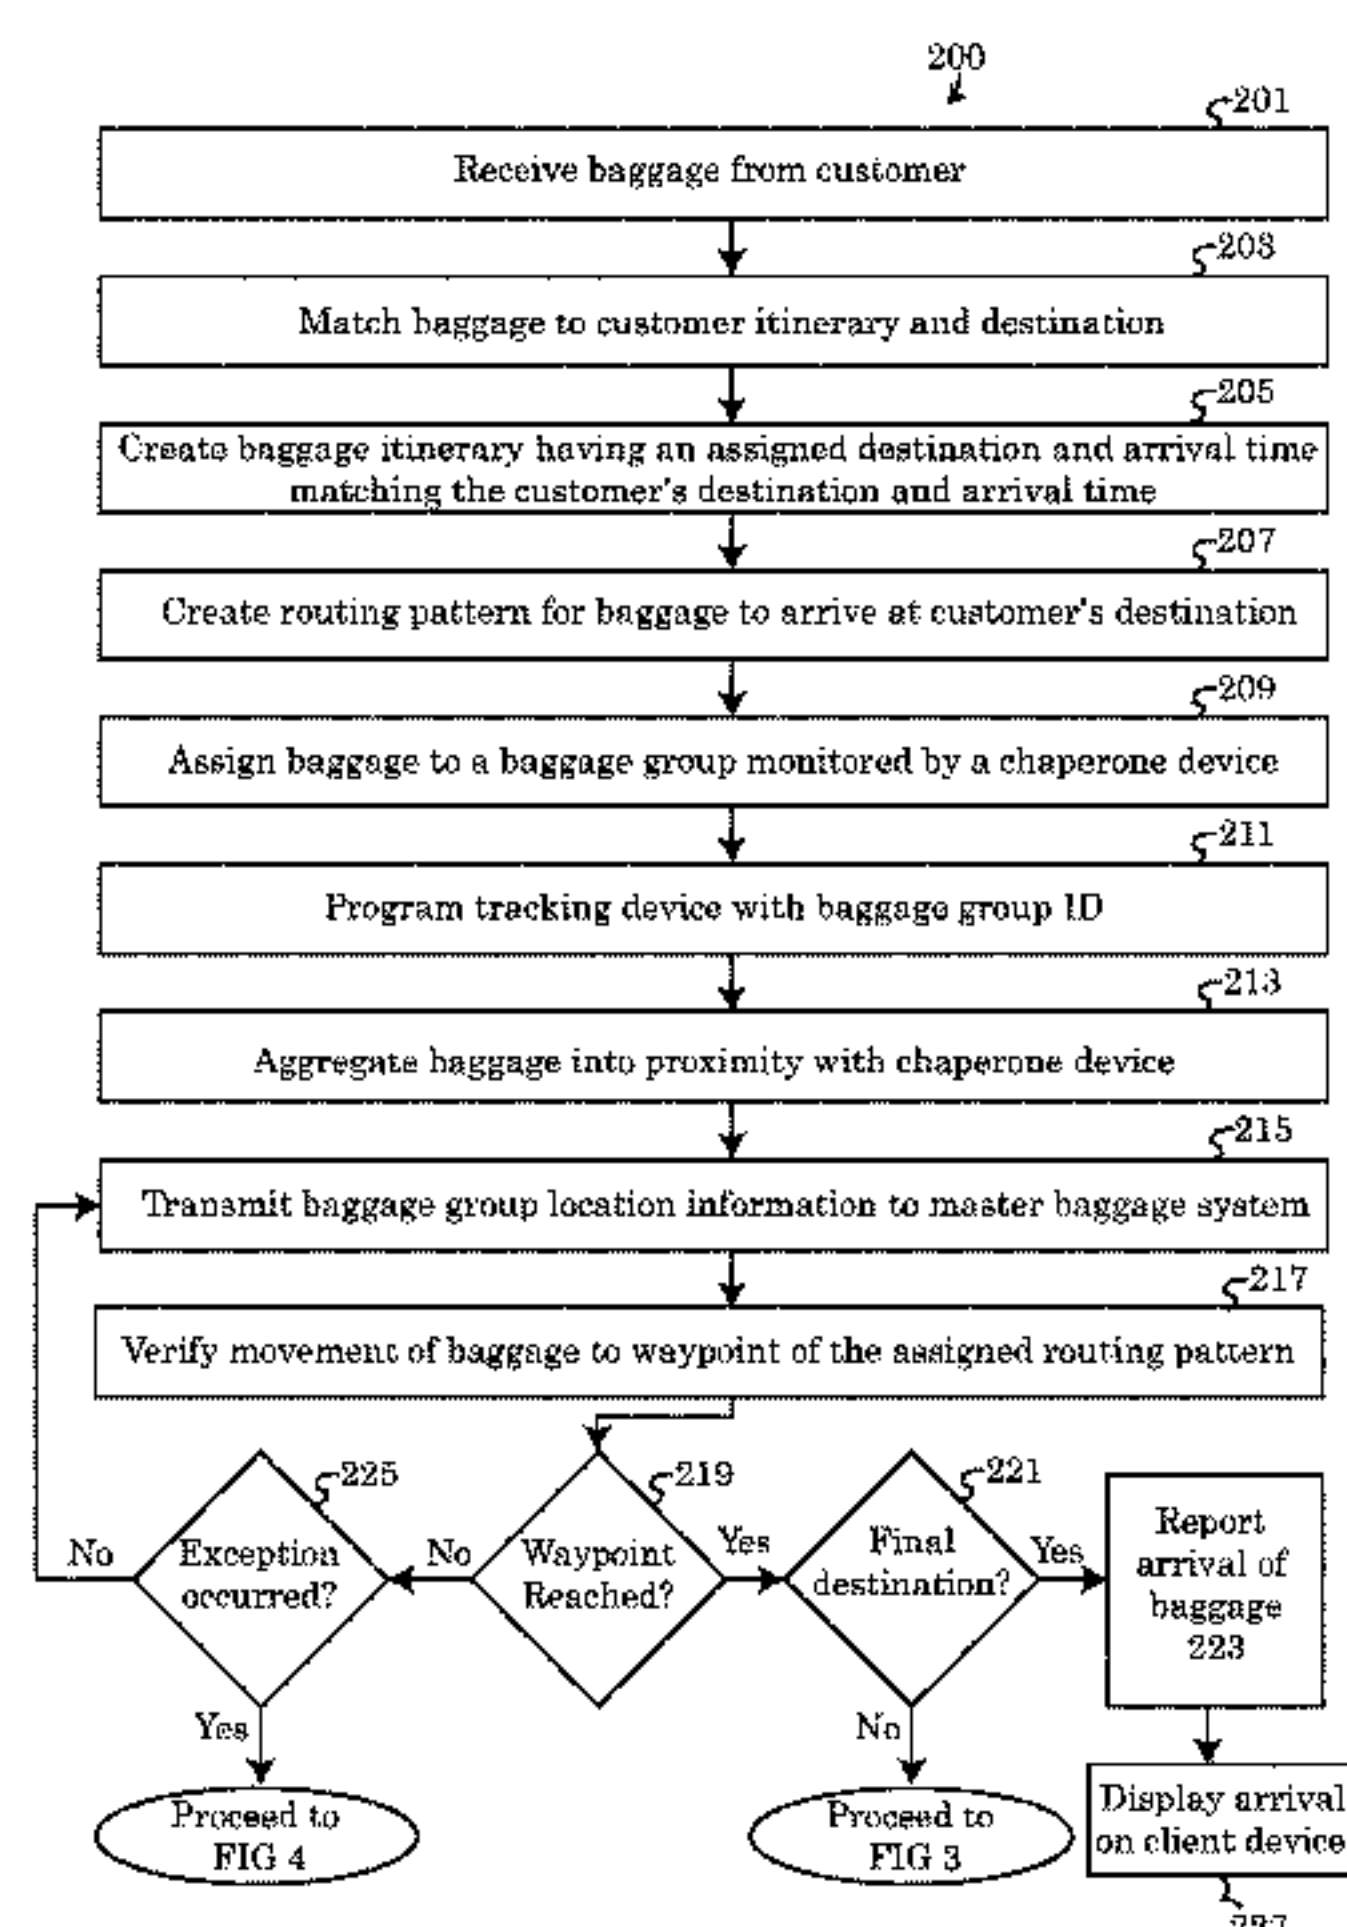 200
201
Receive baggage from customer
203
Match baggage to customer itinerary and destination
205
Create baggage itinerary having an assigned destination and arrival time
matching the customer's destination and arrival time
207
Create routing pattern for baggage to arrive at customer's destination
209
Assign baggage to a baggage group monitored by a chaperone device
211
Program tracking device with baggage group ID
213
Aggregate baggage into proximity with chaperone device
215
Transmit baggage group location information to master baggage system
217
Verify movement of baggage to waypoint of the assigned routing pattern
225
219
221
No
Exception
occurred?
No
Waypoint
Reached?
Yes
Final
destination?
Yes
Report
arrival of
baggage
223
Yes
No
Proceed to
FIG 4
Proceed to
FIG 3
Display arrival
on client device